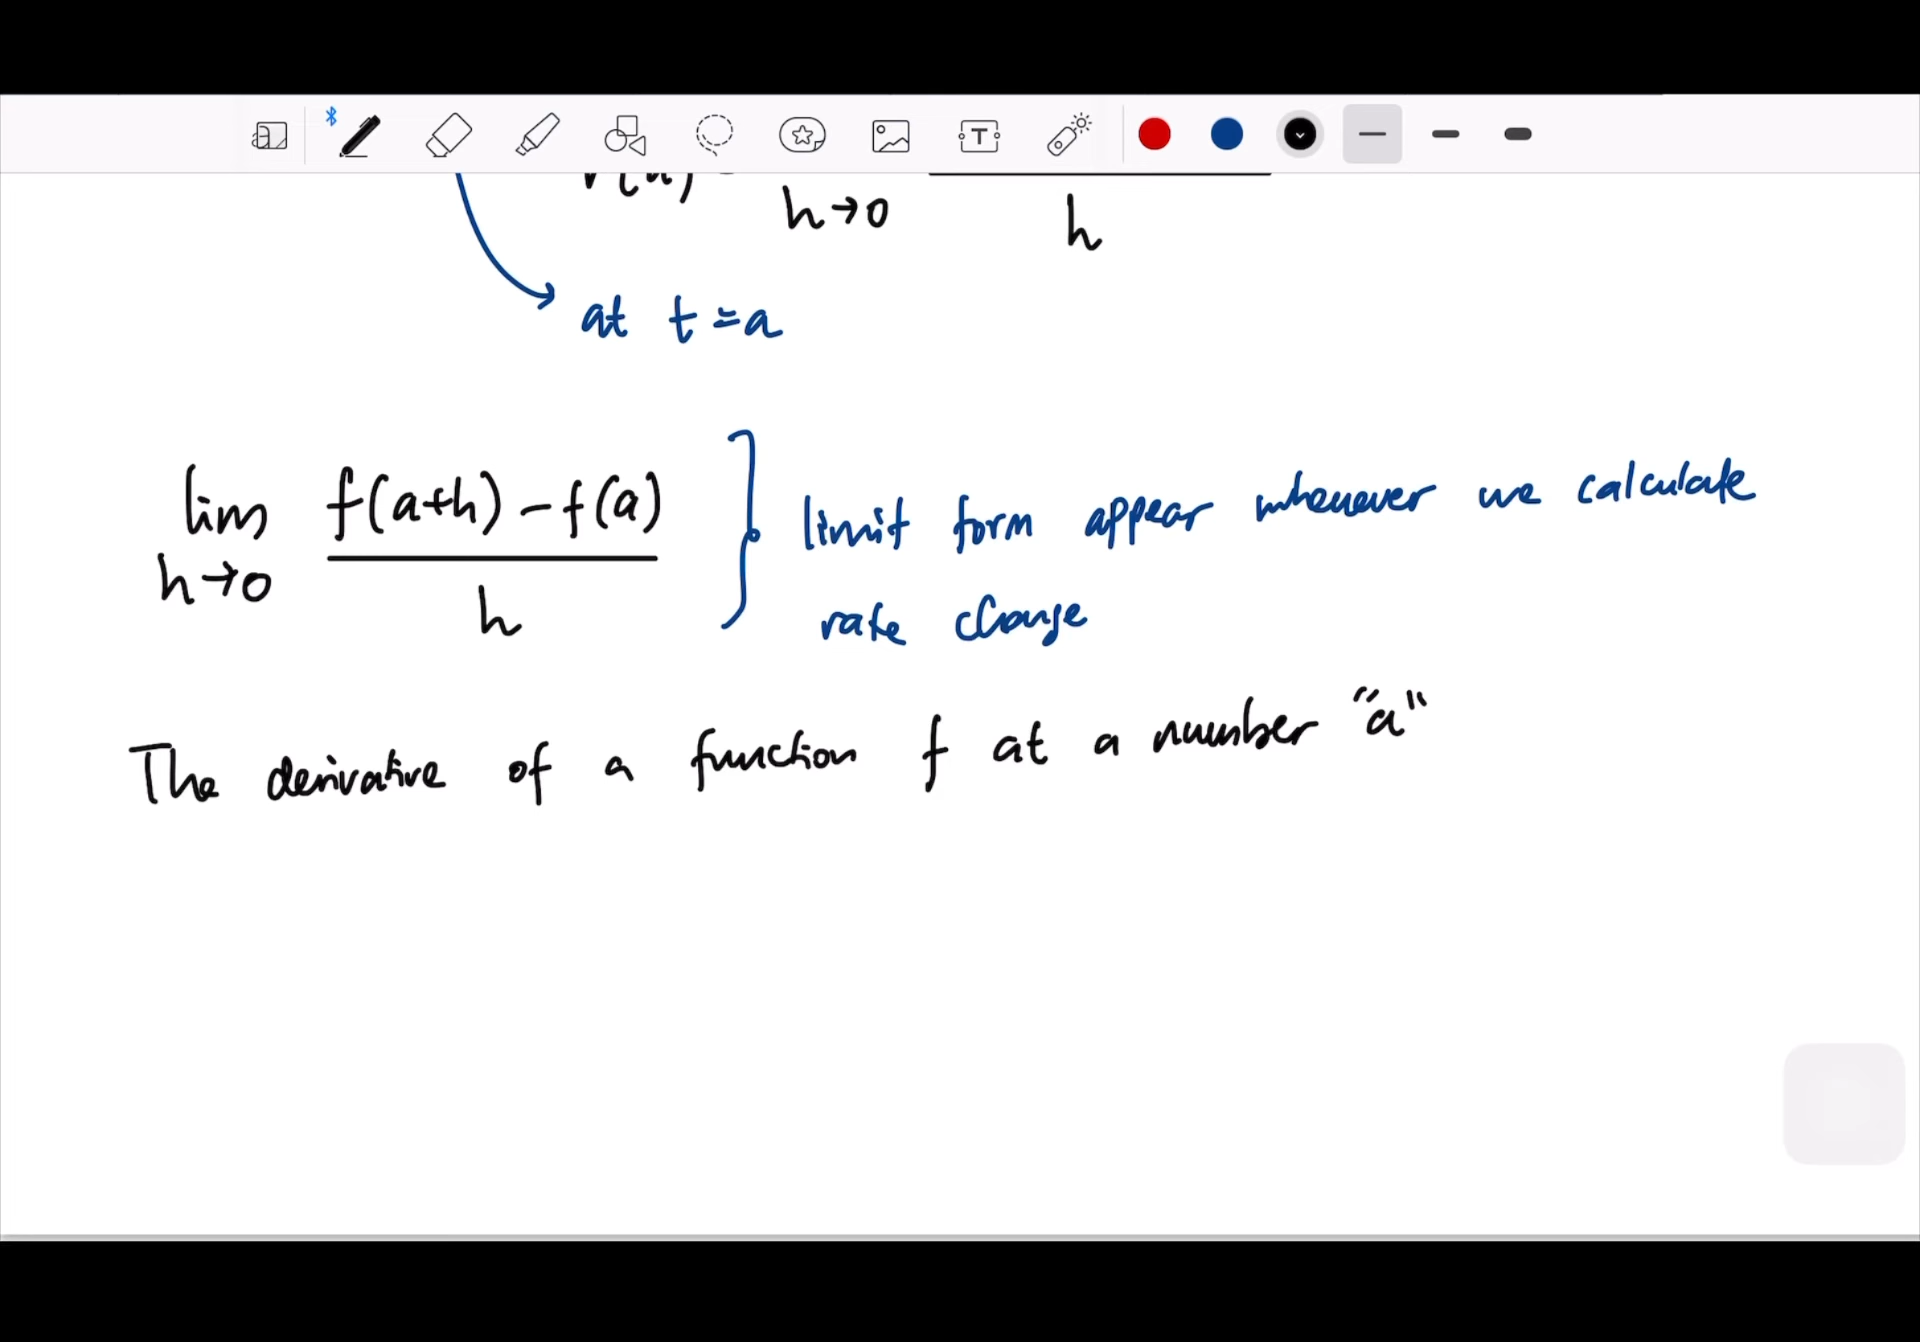 h→0
h
at t=a
lim f(a+h) - f(a)
h→0 h
limit form appear whenever we calculate
rate change
The derivative of a function f at a number "a"